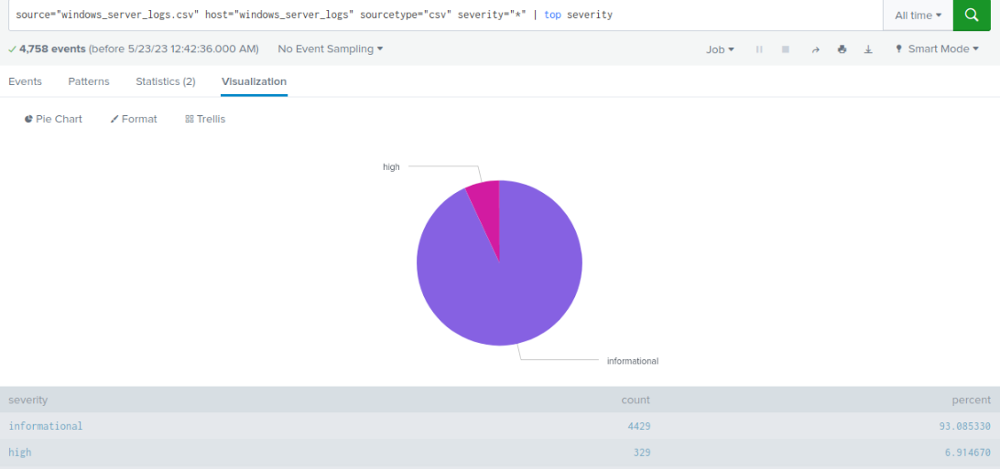 source="windows_server_logs.csv" host="windows_server_logs" sourcetype="csv" severity="*" | top severity
All time
4,758 events (before 5/23/23 12:42:36.000 AM) No Event Sampling
Job Smart Mode
Events Patterns Statistics (2) Visualization
Pie Chart Format Trellis
high
informational
severity count percent
informational 4429 93.085330
high 329 6.914670